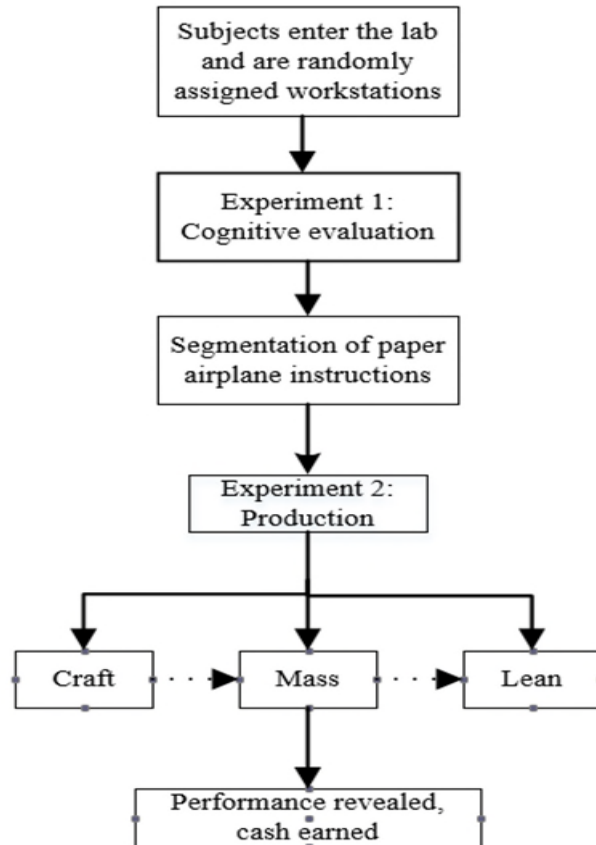 Subjects enter the lab
and are randomly
assigned workstations
Experiment 1:
Cognitive evaluation
Segmentation of paper
airplane instructions
Experiment 2:
Production
Craft
Mass
Lean
Performance revealed,
cash earned